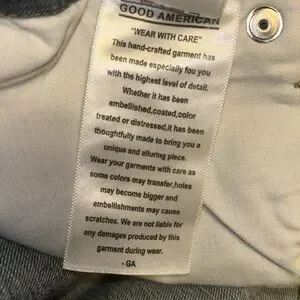 GOOD AMERICAN
"WEAR WITH CARE"
This hand-crafted garment has
been made especially fou you
with the highest level of detail.
Whether it has been
embellished,coated,color
treated or distressed,it has been
thoughtfully made to bring you a
unique and alluring piece.
Wear your garments with care as
some colors may transfer,holes
may become bigger and
embellishments may cause
scratches. We are not liable for
any damages produced by this
garment during wear.
- GA